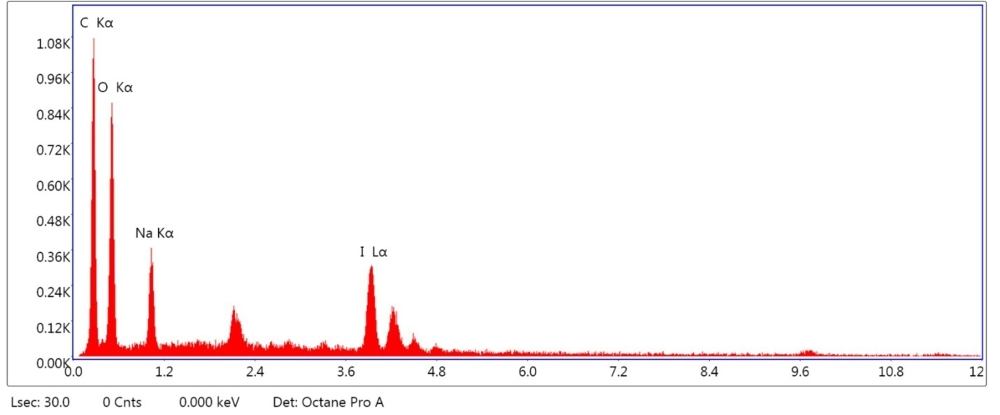 C Kα
1.08K
0.96K
O Kα
0.84K
0.72K
0.60K
0.48K
Na Kα
0.36K
I Lα
0.24K
0.12K
0.00K
0.0 1.2 2.4 3.6 4.8 6.0 7.2 8.4 9.6 10.8 12
Lsec: 30.0 0 Cnts 0.000 keV Det: Octane Pro A